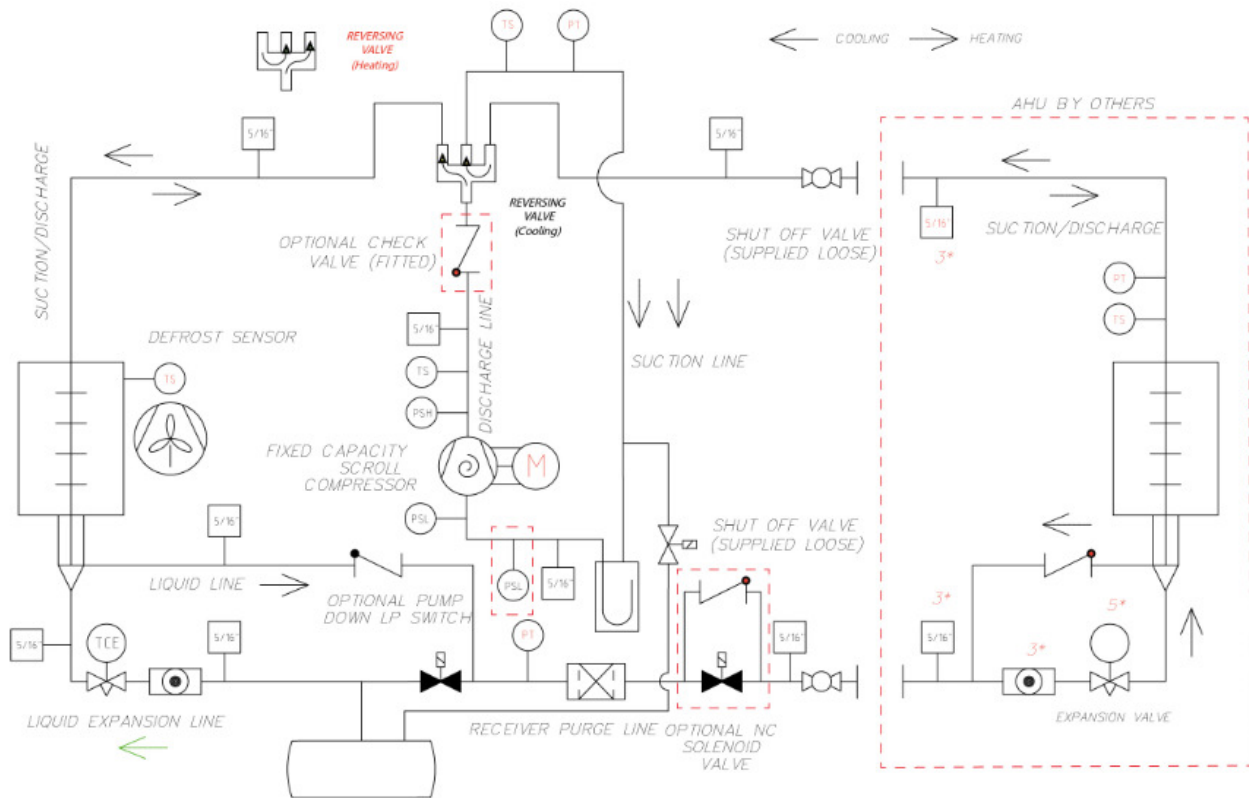 TS
PT
REVERSING
VALVE
(Heating)
COOLING
HEATING
AHU BY OTHERS
5/16"
5/16"
SUCTION/DISCHARGE
REVERSING
VALVE
(Cooling)
OPTIONAL CHECK
VALVE (FITTED)
SHUT OFF VALVE
(SUPPLIED LOOSE)
5/16"
3*
SUCTION/DISCHARGE
PT
TS
DISCHARGE LINE
5/16"
TS
PSH
SUCTION LINE
DEFROST SENSOR
TS
FIXED CAPACITY
SCROLL
COMPRESSOR
M
PSL
5/16"
SHUT OFF VALVE
(SUPPLIED LOOSE)
LIQUID LINE
PSL
5/16"
OPTIONAL PUMP
DOWN LP SWITCH
3*
5*
5/16"
TCE
5/16"
PT
5/16"
5/16"
3*
LIQUID EXPANSION LINE
RECEIVER PURGE LINE
OPTIONAL NC
SOLENOID
VALVE
EXPANSION VALVE